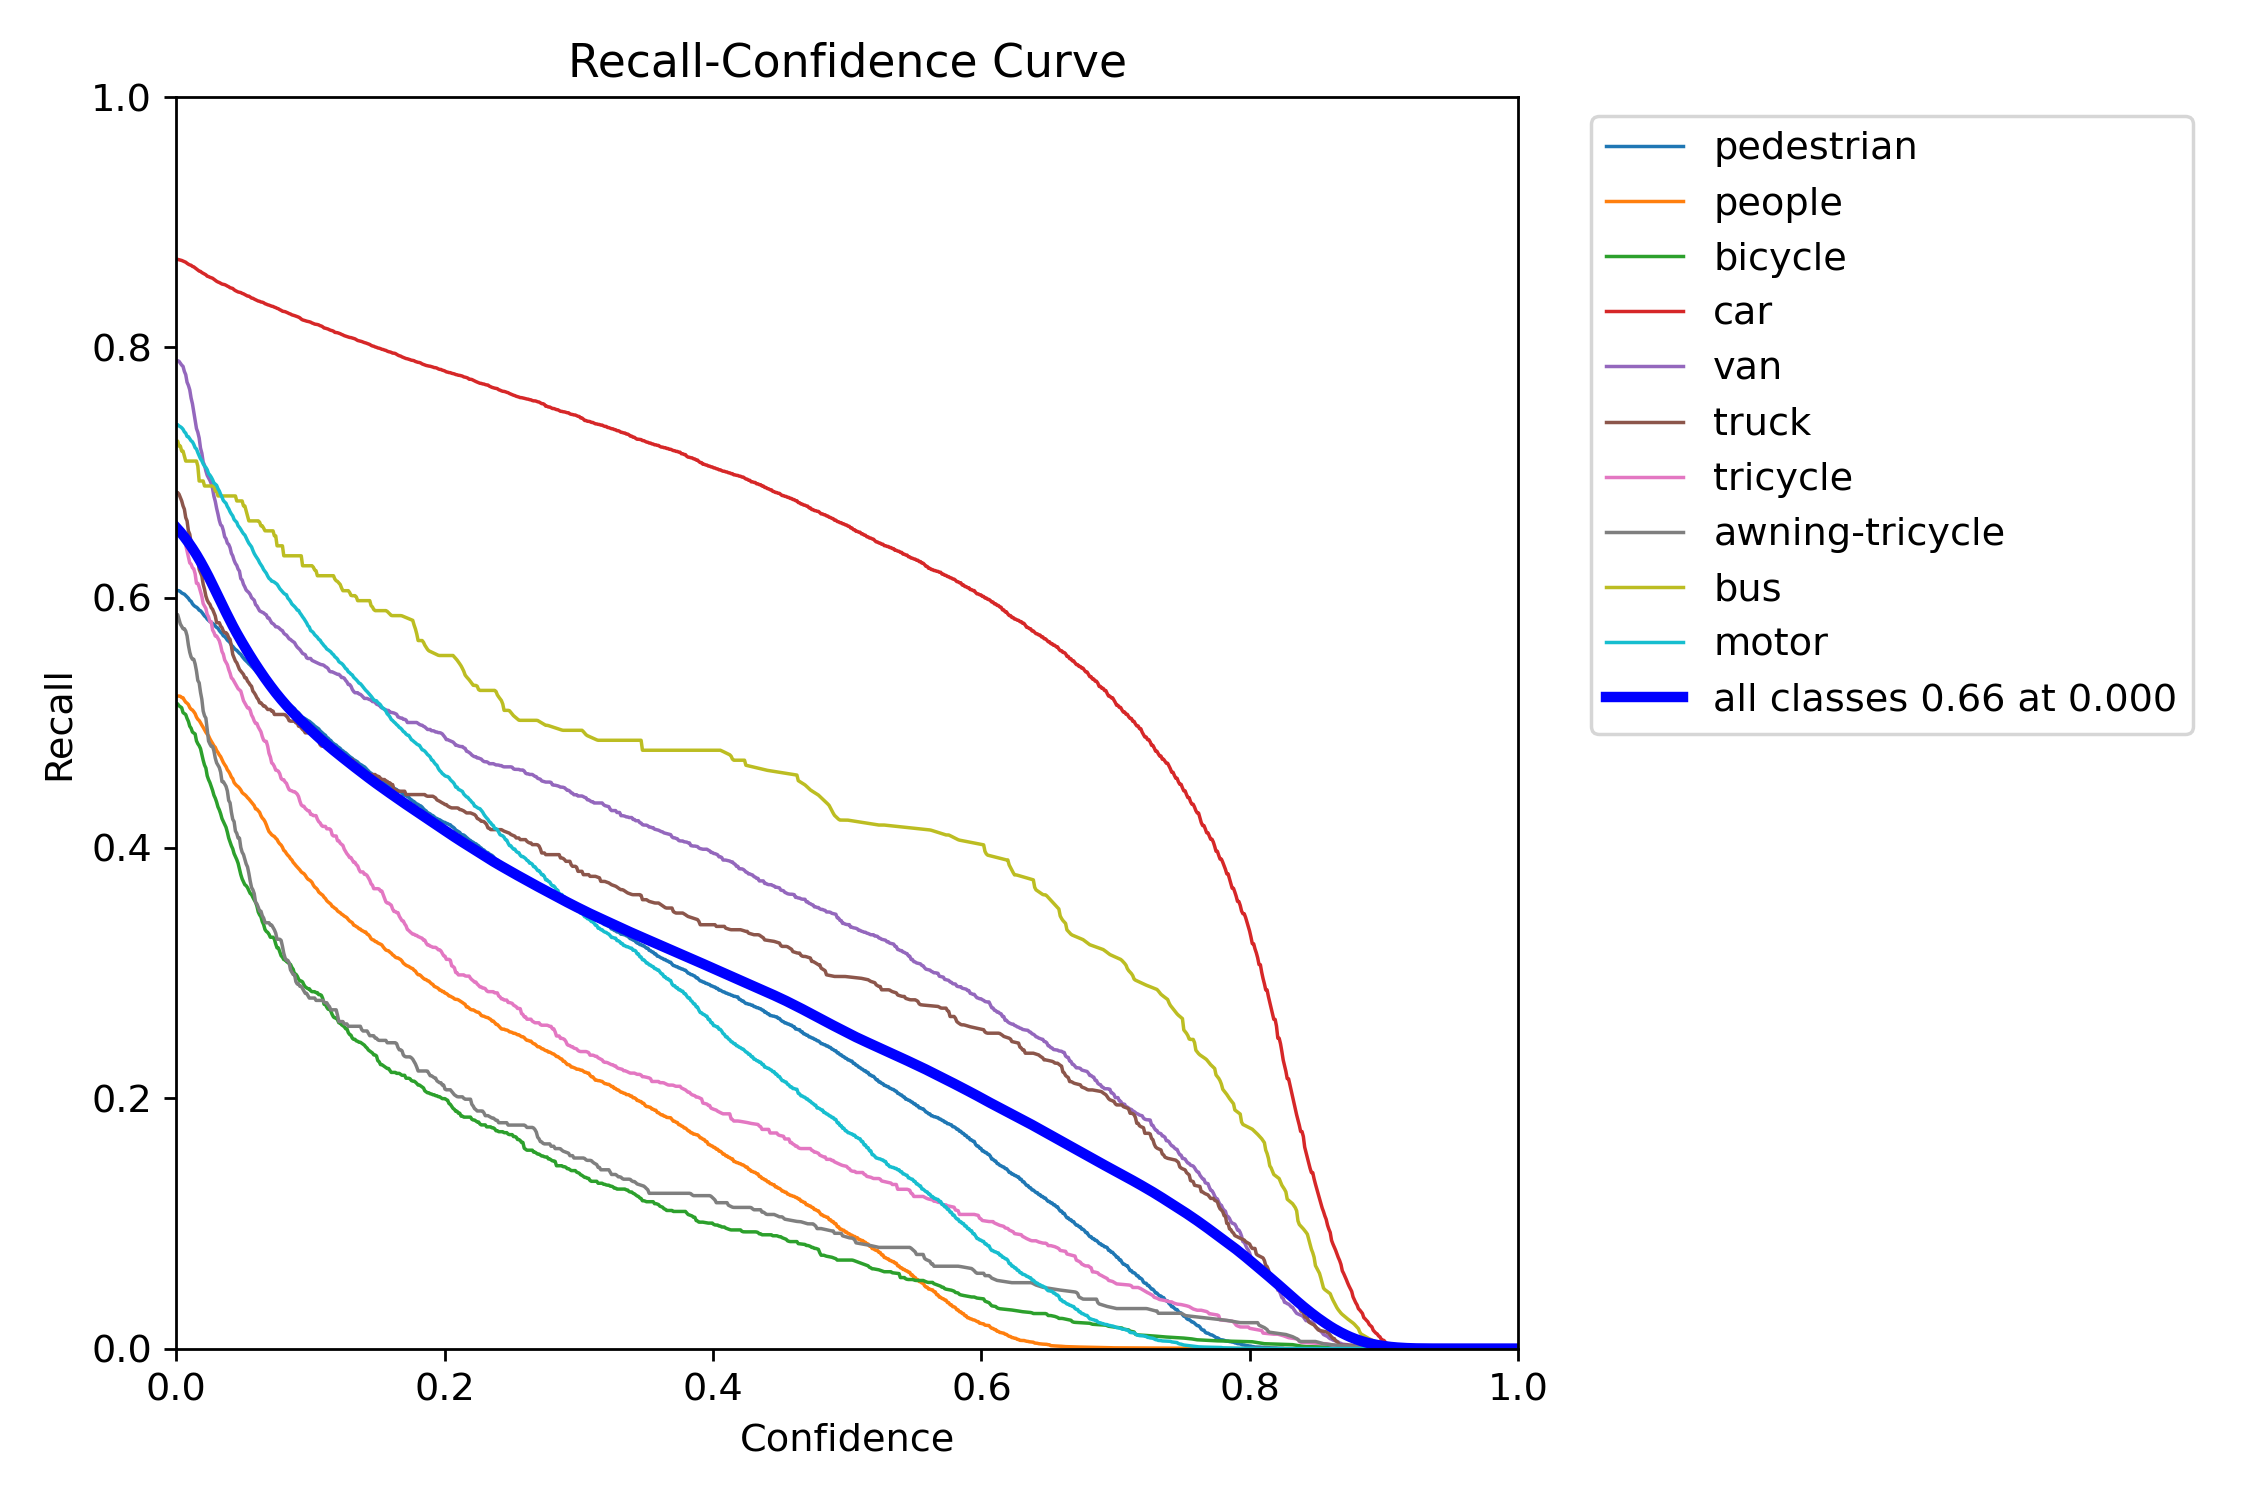 Recall-Confidence Curve
1.0
0.8
0.6
0.4
0.2
0.0
Recall
0.0 0.2 0.4 0.6 0.8 1.0
Confidence
pedestrian
people
bicycle
car
van
truck
tricycle
awning-tricycle
bus
motor
all classes 0.66 at 0.000